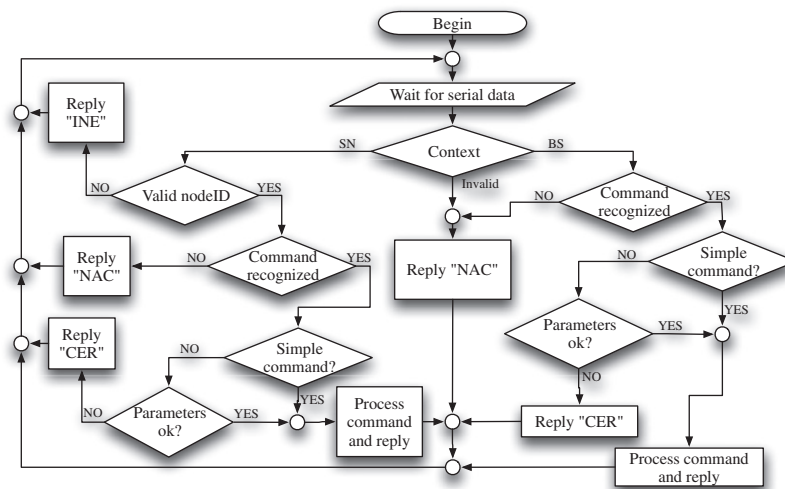 Begin
Wait for serial data
Reply
"INE"
SN
Context
BS
Invalid
NO
Valid nodeID
YES
NO
Command
recognized
YES
Reply
"NAC"
NO
Command
recognized
YES
Reply "NAC"
NO
Simple
command?
YES
Reply
"CER"
NO
Simple
command?
YES
Parameters
ok?
YES
NO
NO
Parameters
ok?
YES
Process
command
and reply
Reply "CER"
Process command
and reply